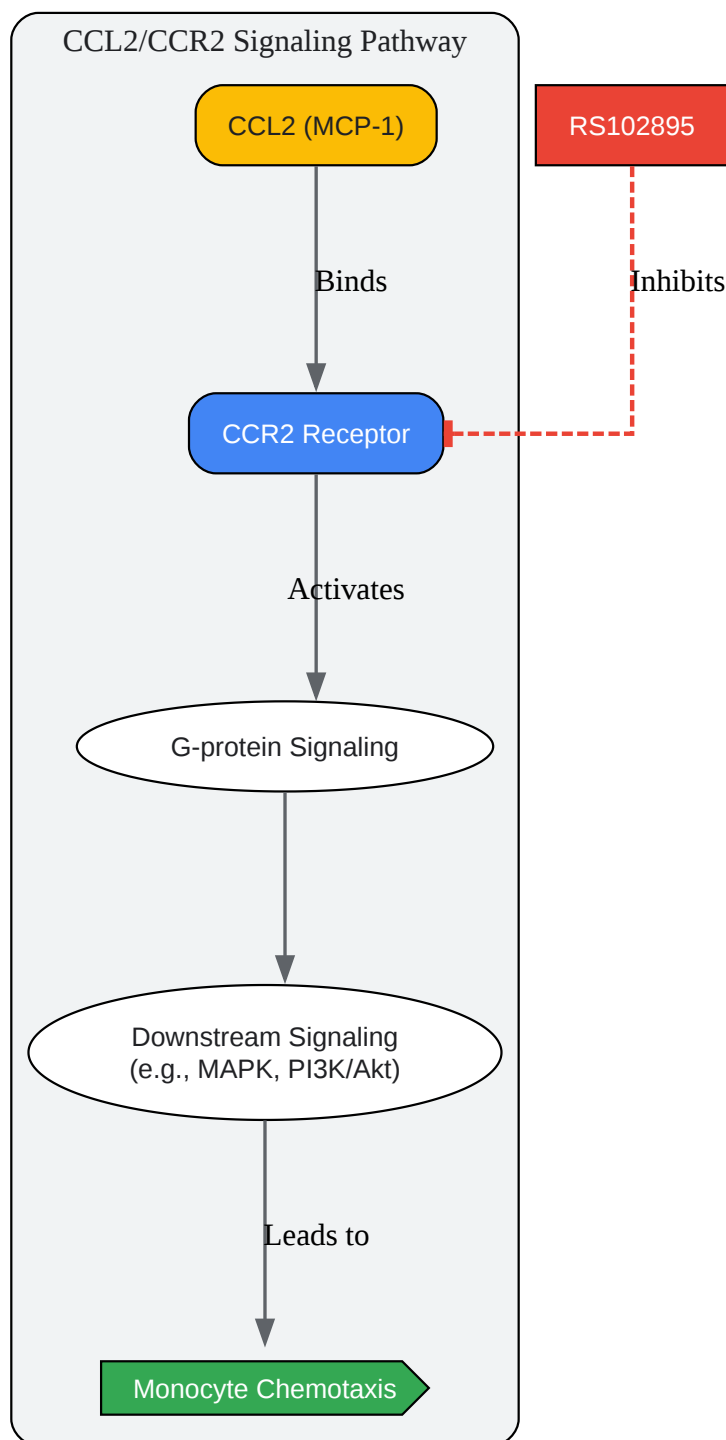 CCL2/CCR2 Signaling Pathway
CCL2 (MCP-1)
RS102895
Binds
Inhibits
CCR2 Receptor
Activates
G-protein Signaling
Downstream Signaling
(e.g., MAPK, PI3K/Akt)
Leads to
Monocyte Chemotaxis